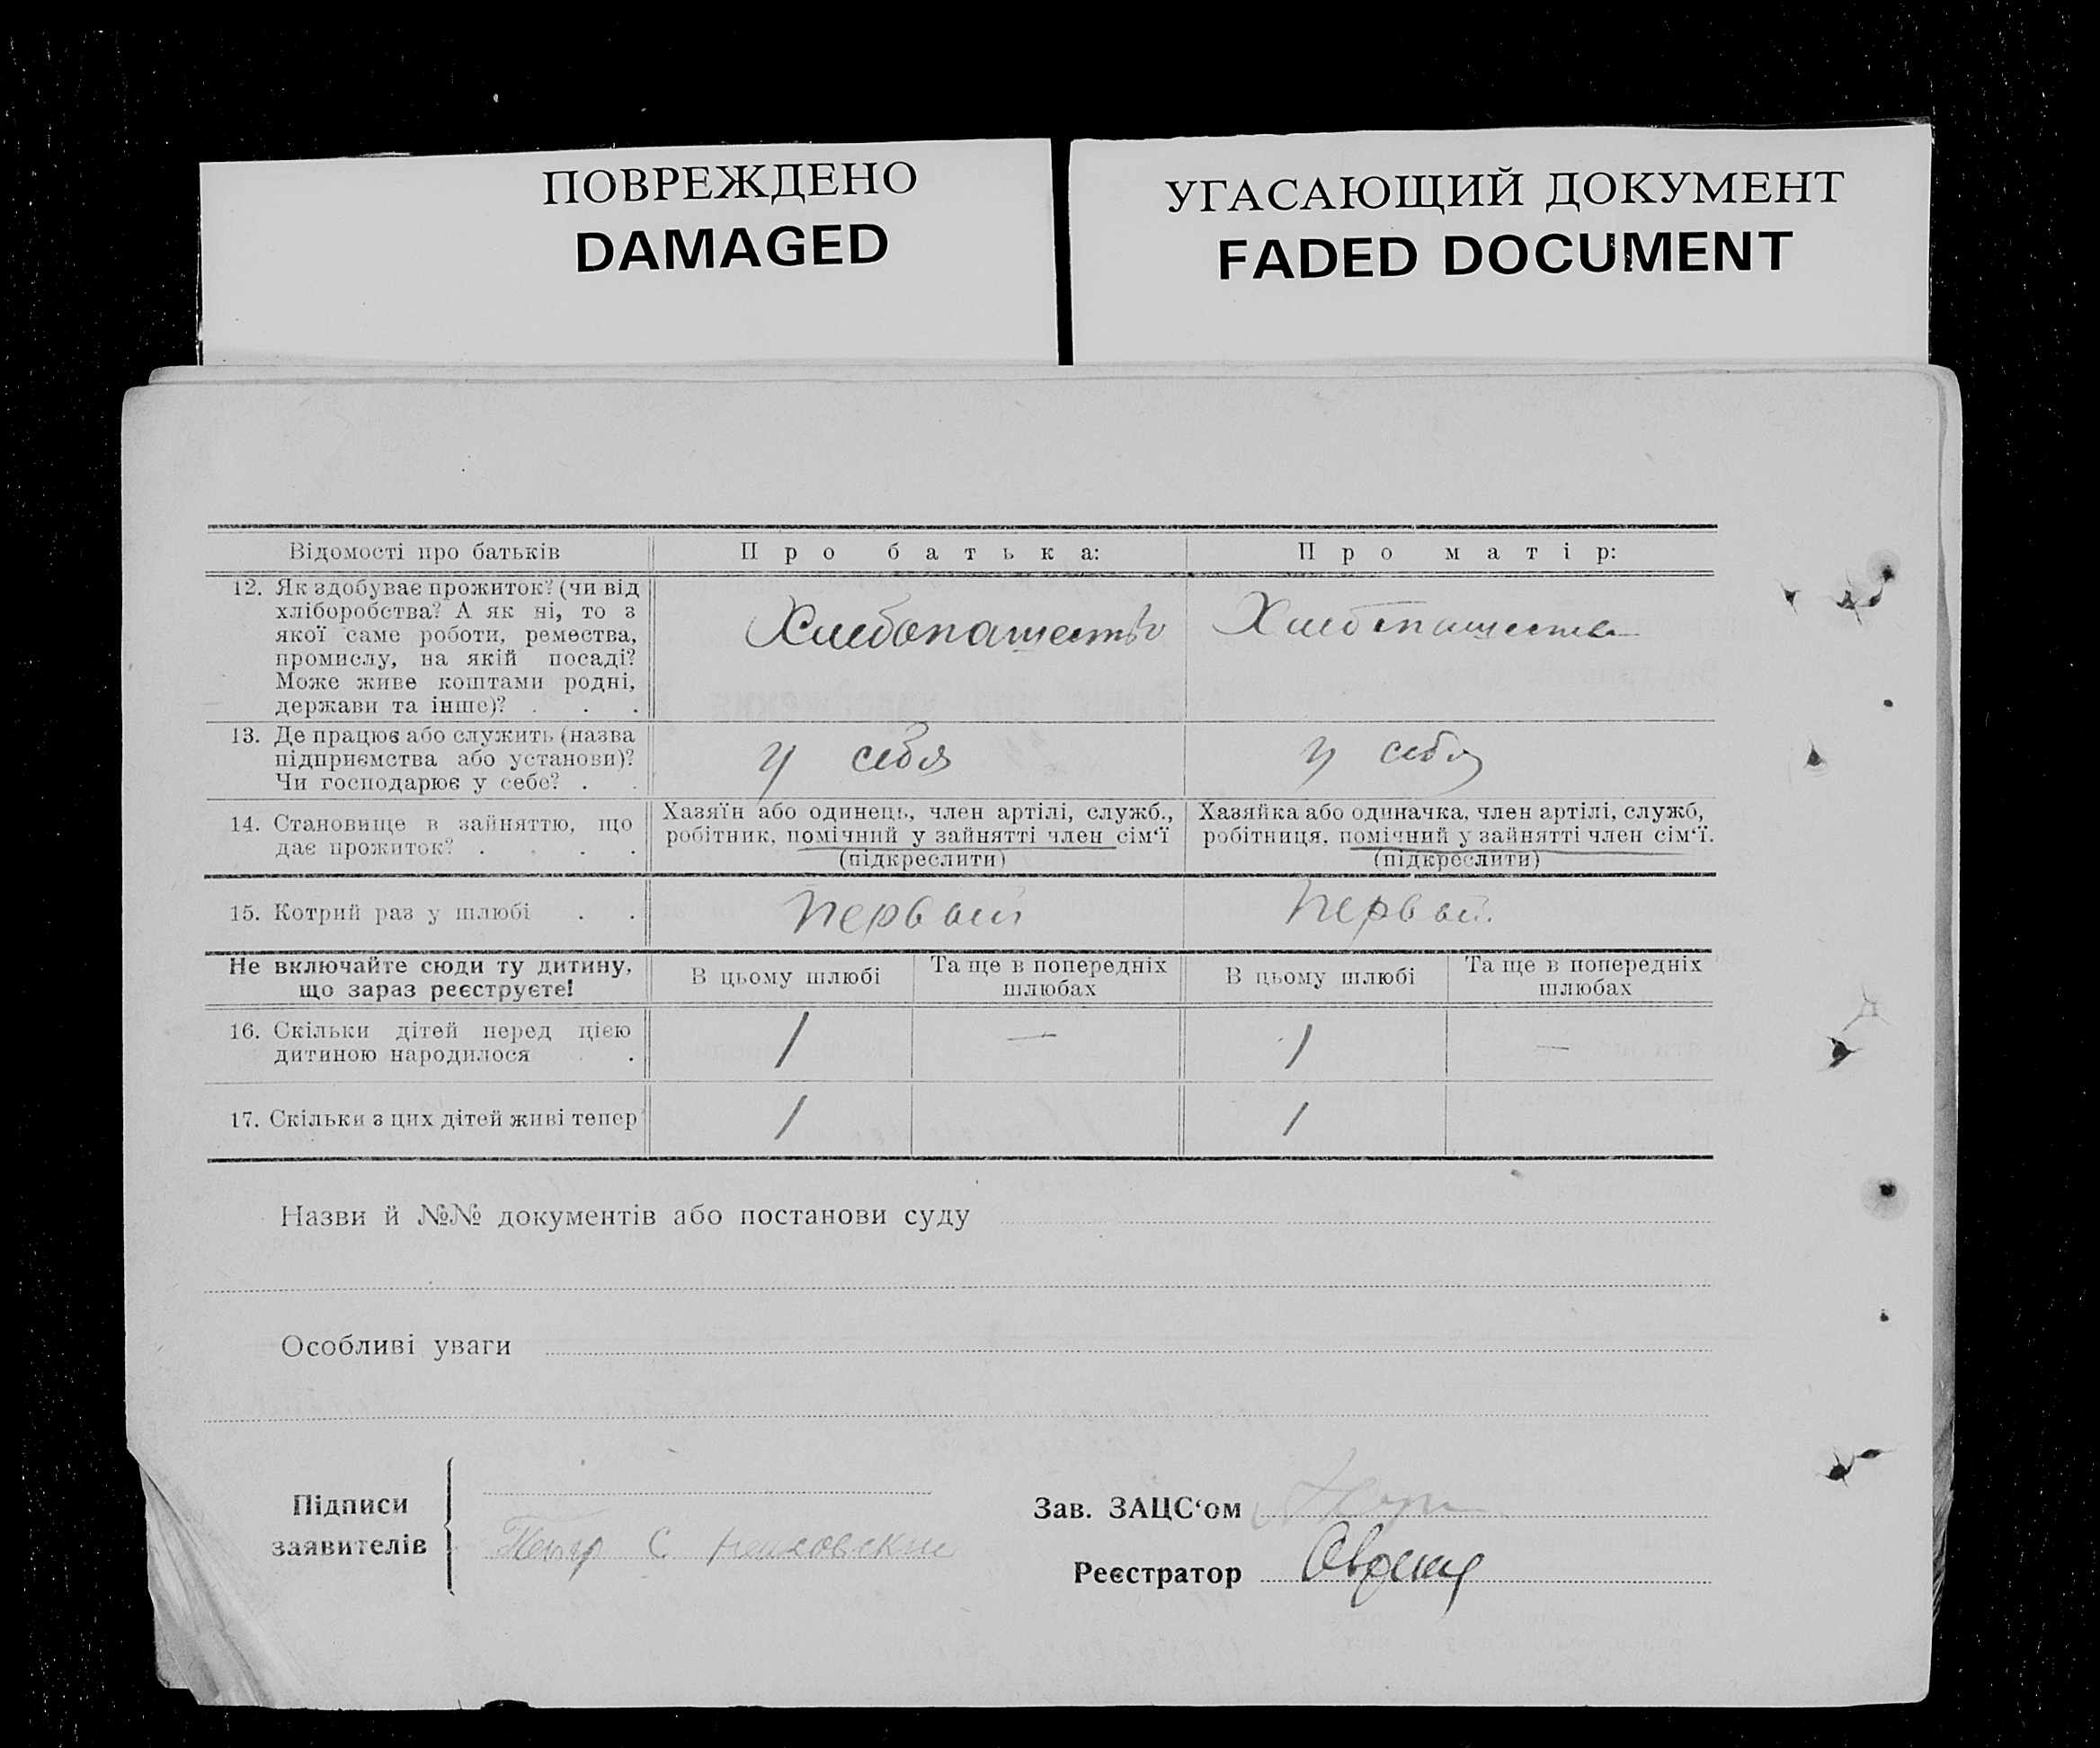 ПОВРЕЖДЕНО
DAMAGED
УГАСАЮЩИЙ ДОКУМЕНТ
FADED DOCUMENT
Відомості про батьків
Про батька:
Про матір:
12. Як здобуває прожиток? (чи від
хліборобства? А як ні, то з
якої саме роботи, ремества,
промислу, на якій посаді?
Може живе коштами родні,
держави та інше)? . . .
Хлебопашество
Хлебопашество
13. Де працює або служить (назва
підприємства або установи)?
Чи господарює у себе? . .
у себя
у себя
14. Становище в зайняттю, що
дає прожиток? . . . .
Хазяїн або одинець, член артілі, служб.,
робітник, помічний у зайнятті член сім‘ї
(підкреслити)
Хазяйка або одиначка, член артілі, служб,
робітниця, помічний у зайнятті член сім‘ї.
(підкреслити)
15. Котрий раз у шлюбі . .
первый
первый.
Не включайте сюди ту дитину,
що зараз реєструєте!
В цьому шлюбі
Та ще в попередніх
шлюбах
В цьому шлюбі
Та ще в попередніх
шлюбах
16. Скільки дітей перед цією
дитиною народилося .
1
—
1
—
17. Скільки з цих дітей живі тепер
1
1
Назви й №№ документів або постанови суду
Особливі уваги
Підписи
заявителів
Петр С
Зав. ЗАЦС‘ом
Реєстратор